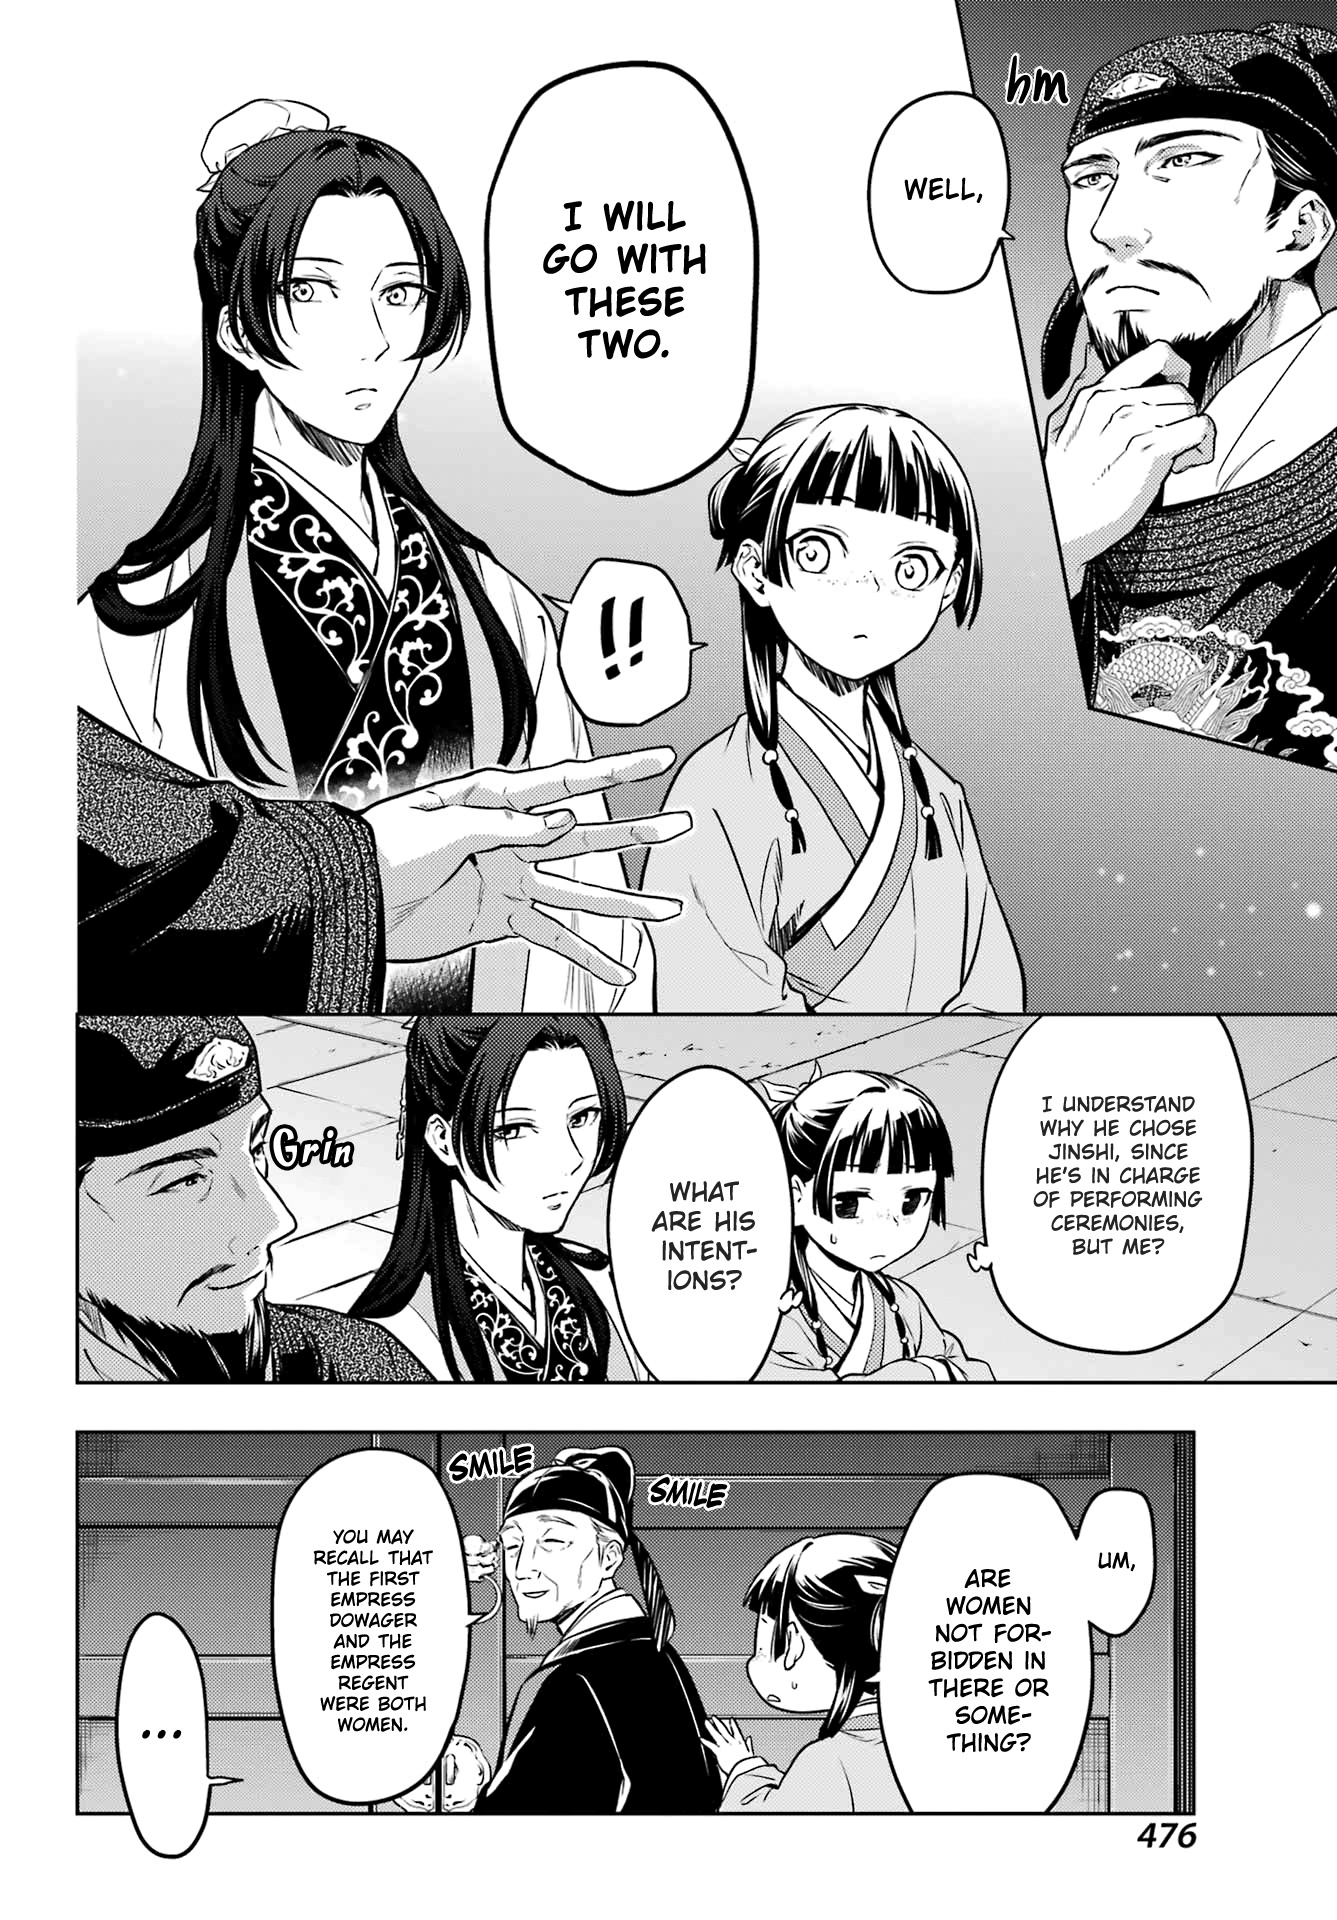 hm
WELL,
I WILL
GO WITH
THESE
TWO.
!!
I UNDERSTAND
WHY HE CHOSE
JINSHI, SINCE
HE'S IN CHARGE
OF PERFORMING
CEREMONIES,
BUT ME?
WHAT
ARE HIS
INTENT-
IONS?
Grin
UM,
ARE
WOMEN
NOT FOR-
BIDDEN IN
THERE OR
SOME-
THING?
SMILE
SMILE
YOU MAY
RECALL THAT
THE FIRST
EMPRESS
DOWAGER
AND THE
EMPRESS
REGENT
WERE BOTH
WOMEN.
...
476